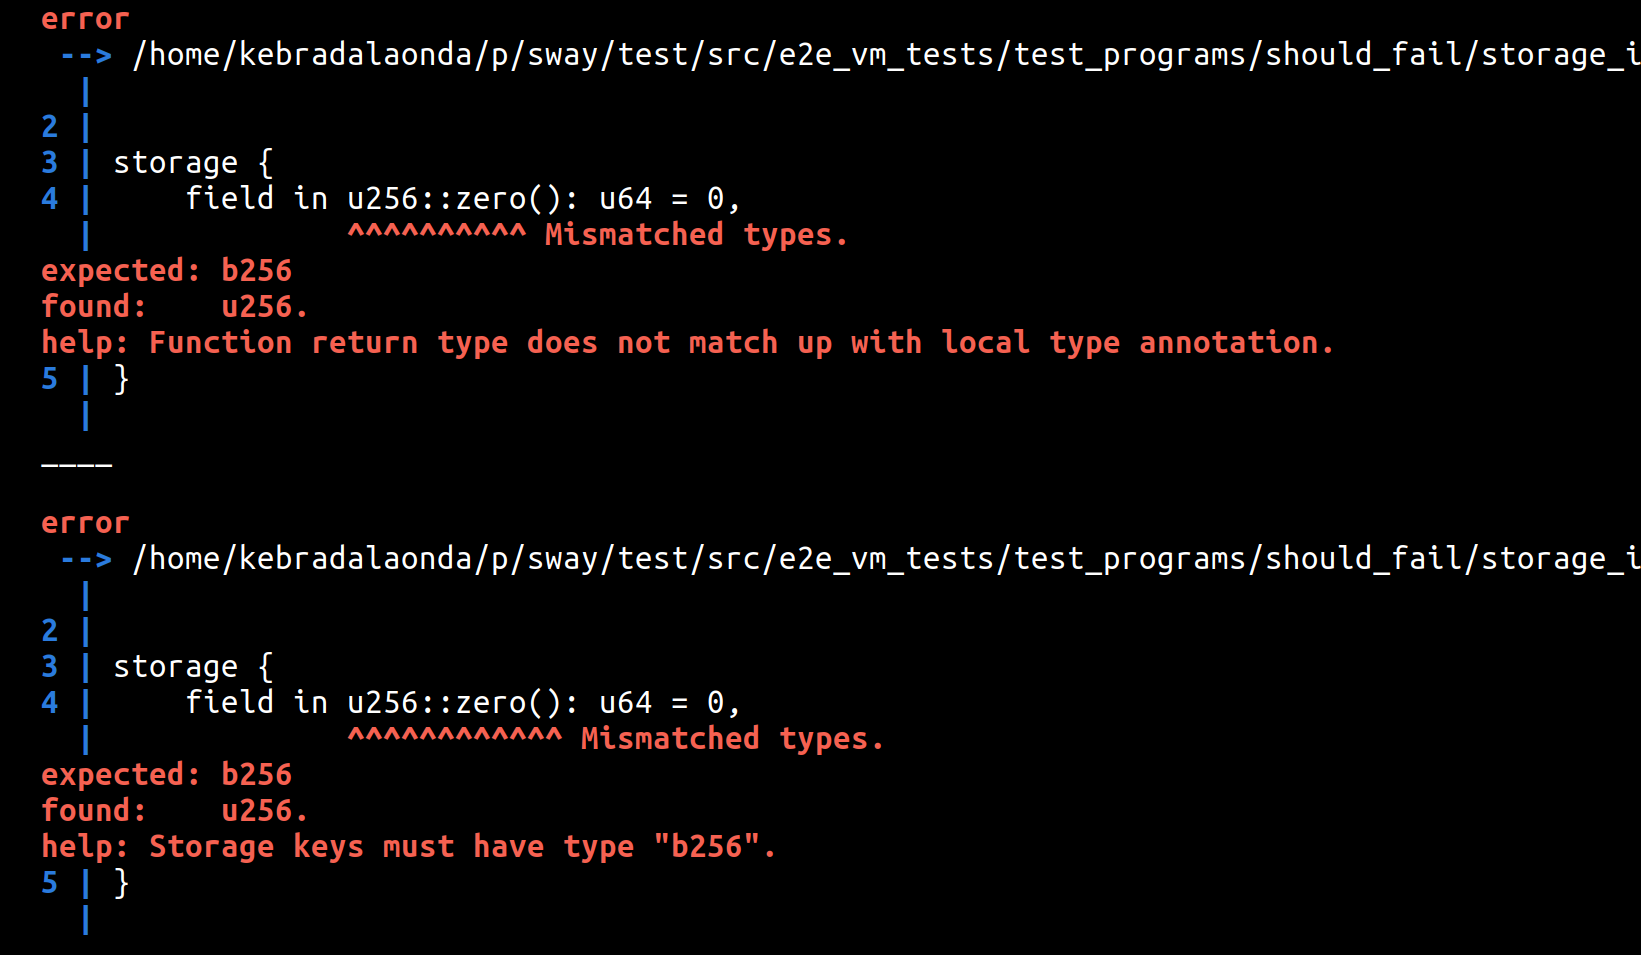 error
 --> /home/kebradalaonda/p/sway/test/src/e2e_vm_tests/test_programs/should_fail/storage_i
  |
2 |
3 | storage {
4 |     field in u256::zero(): u64 = 0,
  |              ^^^^^^^^^^ Mismatched types.
expected: b256
found:    u256.
help: Function return type does not match up with local type annotation.
5 | }
  |
____
error
 --> /home/kebradalaonda/p/sway/test/src/e2e_vm_tests/test_programs/should_fail/storage_i
  |
2 |
3 | storage {
4 |     field in u256::zero(): u64 = 0,
  |              ^^^^^^^^^^^^ Mismatched types.
expected: b256
found:    u256.
help: Storage keys must have type "b256".
5 | }
  |